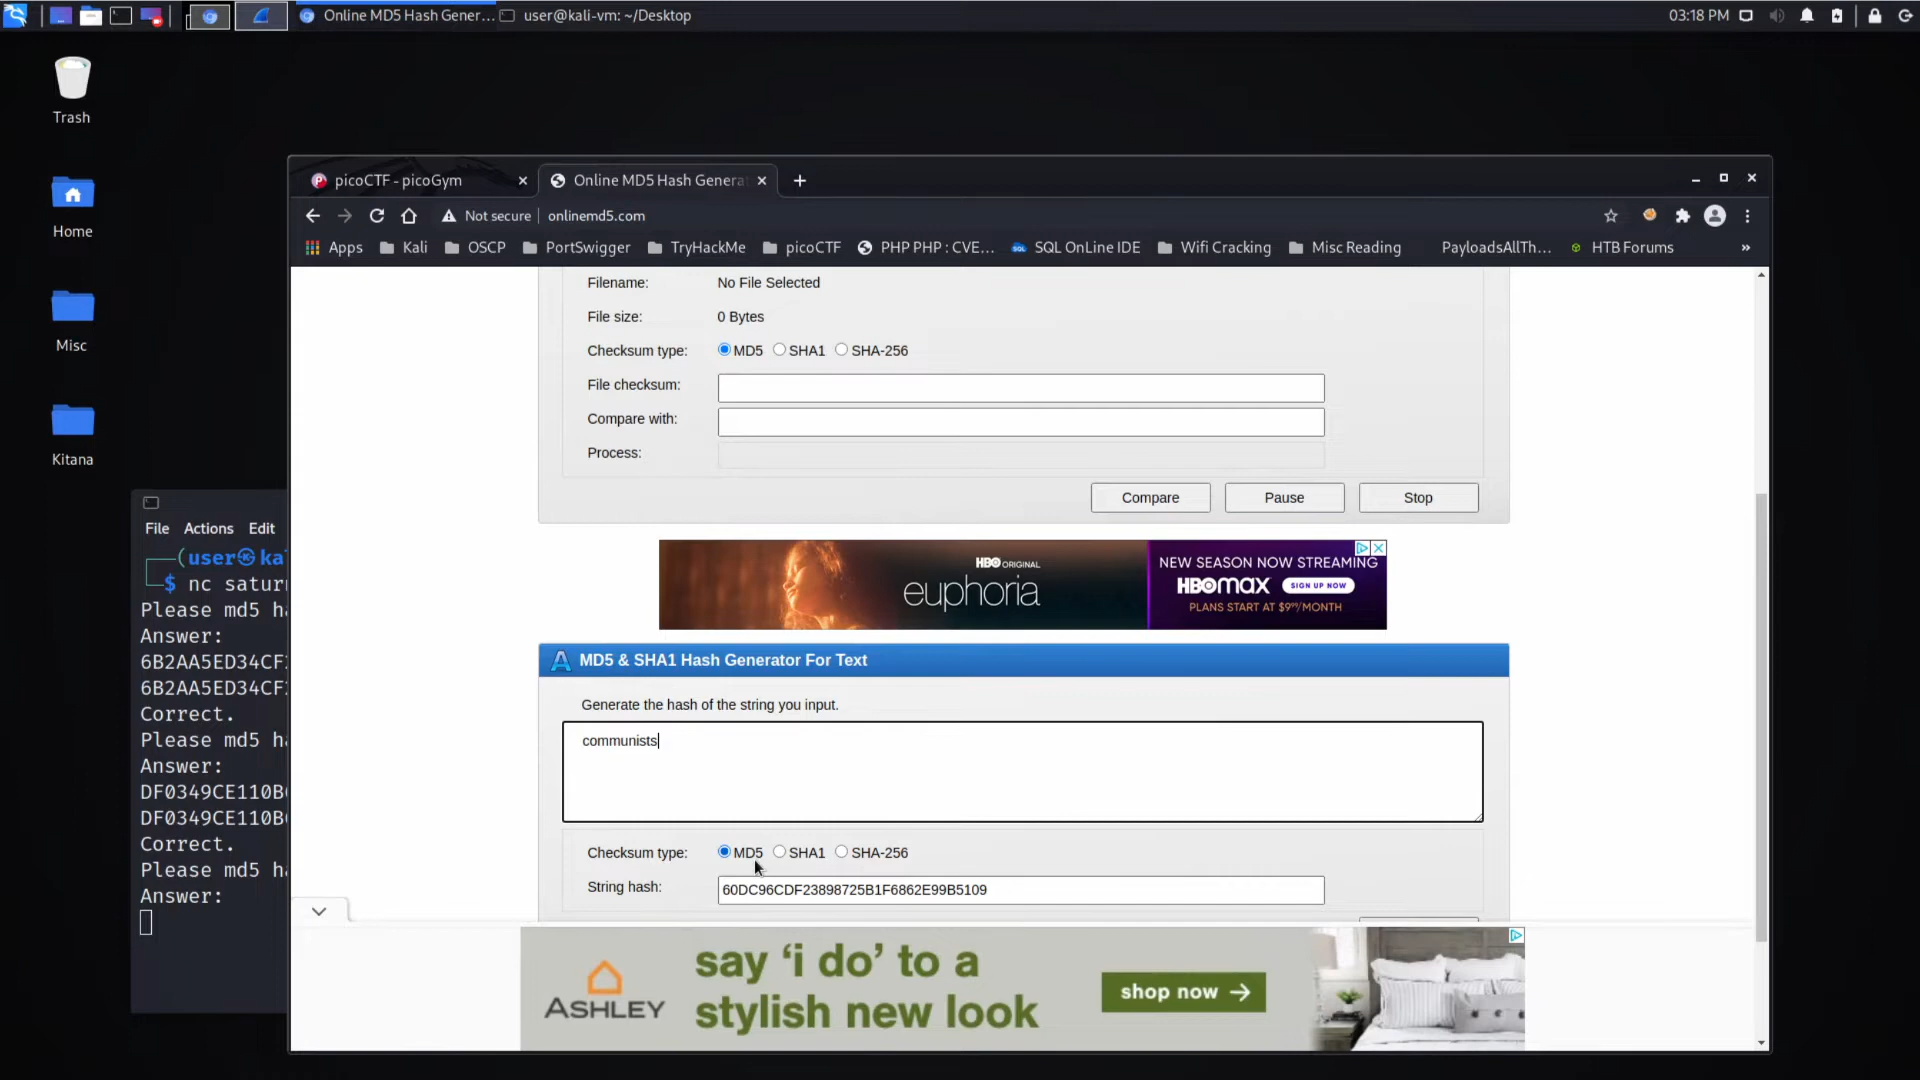 Online MD5 Hash Gener...
user@kali-vm: ~/Desktop
03:18 PM
Trash
Home
Misc
Kitana
picoCTF - picoGym
Online MD5 Hash Genera
Not secure
onlinemd5.com
Apps
Kali
OSCP
PortSwigger
TryHackMe
picoCTF
PHP PHP : CVE...
SQL OnLine IDE
Wifi Cracking
Misc Reading
PayloadsAllTh...
HTB Forums
»
Filename: No File Selected
File size: 0 Bytes
Checksum type: MD5 SHA1 SHA-256
File checksum:
Compare with:
Process:
Compare Pause Stop
HBO ORIGINAL
euphoria
NEW SEASON NOW STREAMING
HBOMAX SIGN UP NOW
PLANS START AT $9⁹⁹/MONTH
MD5 & SHA1 Hash Generator For Text
Generate the hash of the string you input.
communists
Checksum type: MD5 SHA1 SHA-256
String hash: 60DC96CDF23898725B1F6862E99B5109
ASHLEY
say 'i do' to a
stylish new look
shop now →
File Actions Edit
(user㉿ka
$ nc satur
Please md5 ha
Answer:
6B2AA5ED34CF
6B2AA5ED34CF
Correct.
Please md5 h
Answer:
DF0349CE110B
DF0349CE110B
Correct.
Please md5 h
Answer: